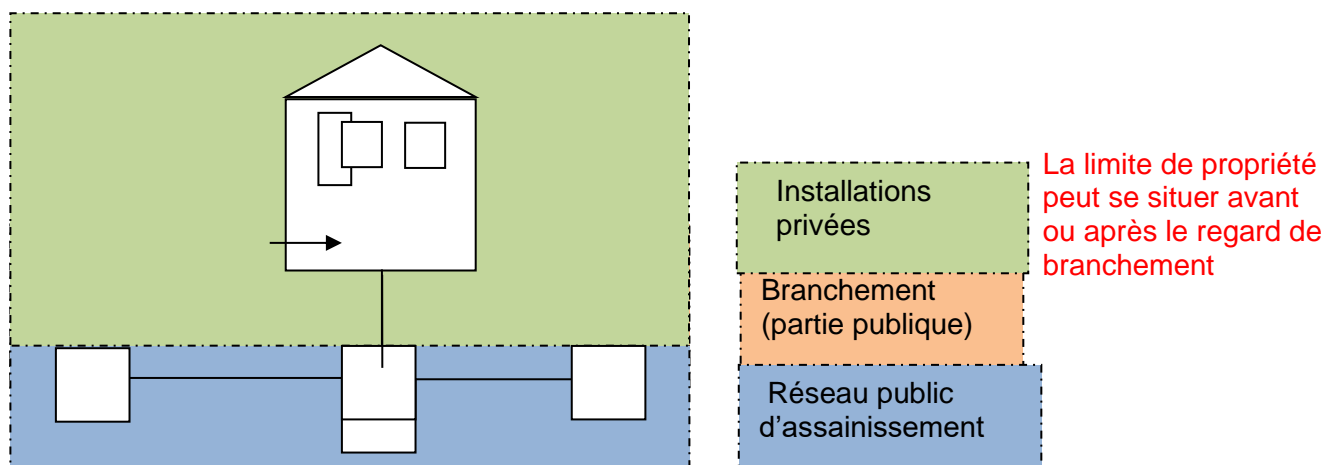 Installations
privées
La limite de propriété
peut se situer avant
ou après le regard de
branchement
Branchement
(partie publique)
Réseau public
d’assainissement